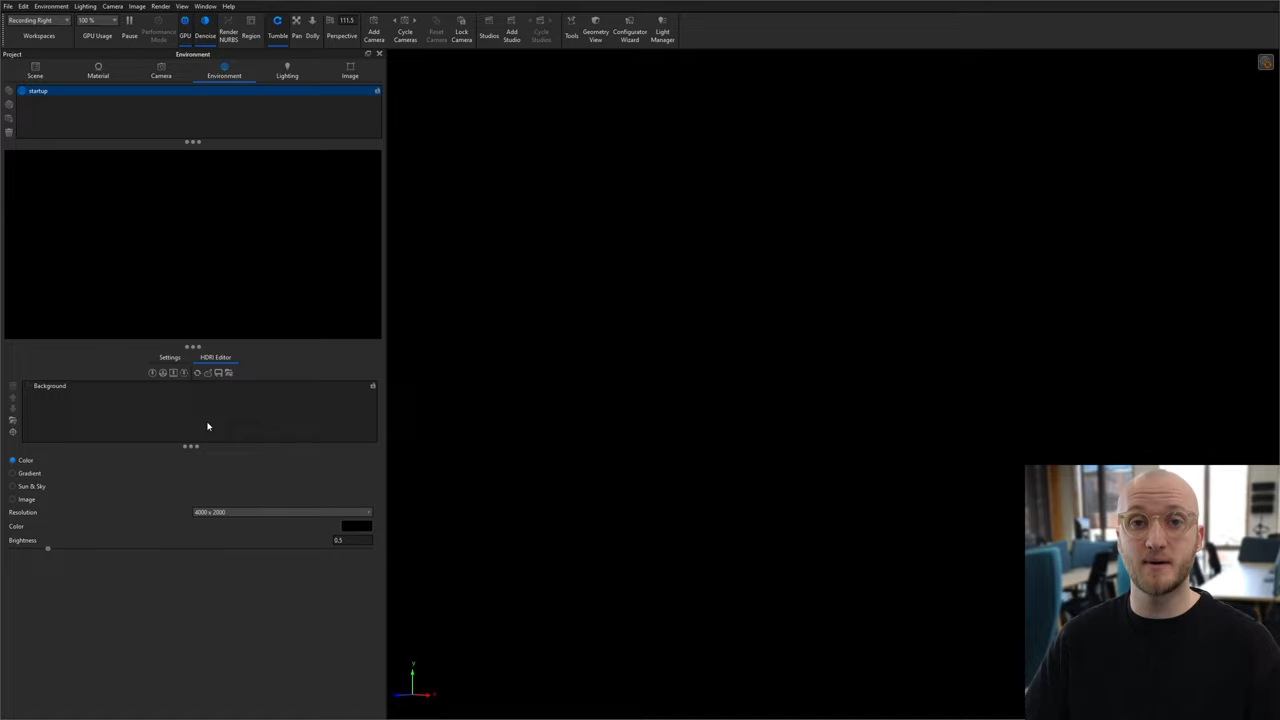 File Edit Environment Lighting Camera Image Render View Window Help
Recording Right 100 % 111.5
Workspaces GPU Usage Pause Performance Mode GPU Denoise Render NURBS Region Tumble Pan Dolly Perspective Add Camera Cycle Cameras Reset Camera Lock Camera Studios Add Studio Cycle Studios Tools Geometry View Configurator Wizard Light Manager
Project Environment
Scene Material Camera Environment Lighting Image
startup
Settings HDRI Editor
Background
Color
Gradient
Sun & Sky
Image
Resolution 4000 x 2000
Color
Brightness 0.5
Y